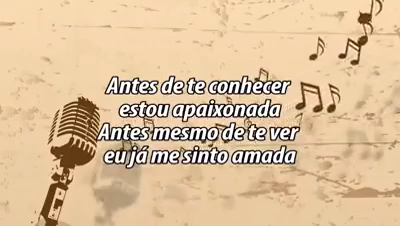 Antes de te conhecer
estou apaixonada
Antes mesmo de te ver
eu já me sinto amada